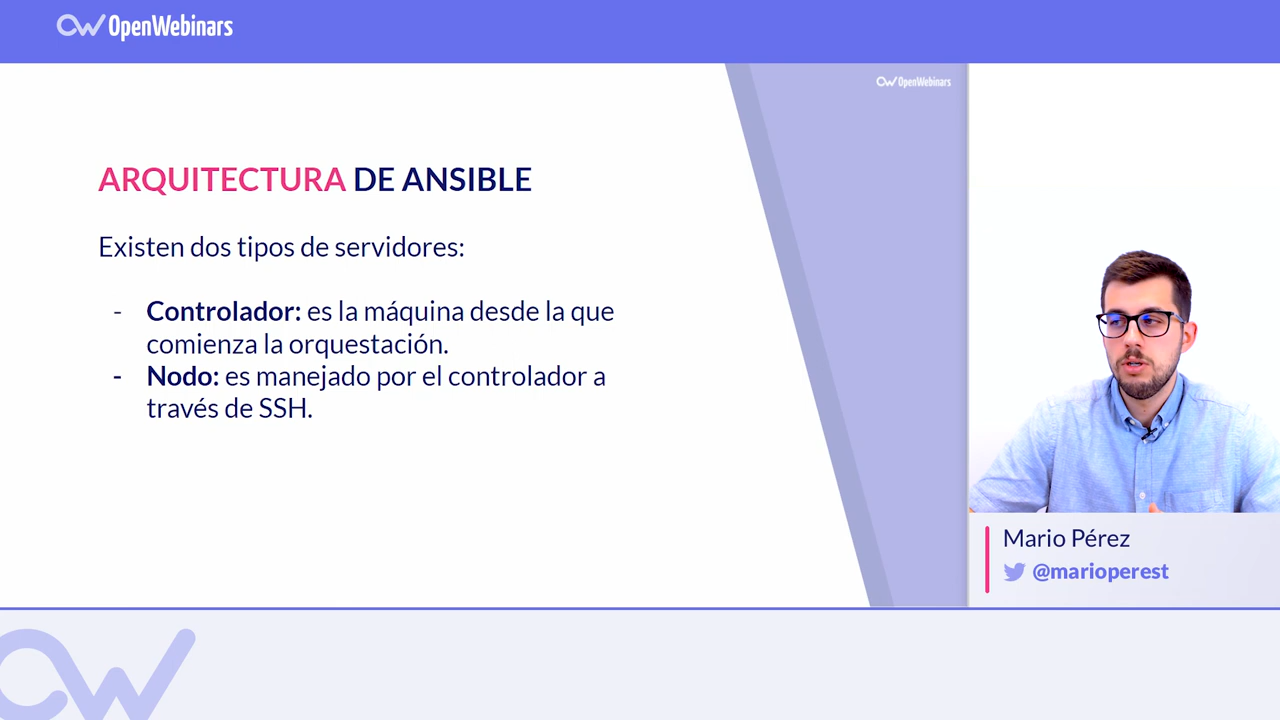 OpenWebinars
OpenWebinars
ARQUITECTURA DE ANSIBLE
Existen dos tipos de servidores:
- Controlador: es la máquina desde la que
comienza la orquestación.
- Nodo: es manejado por el controlador a
través de SSH.
Mario Pérez
@marioperest